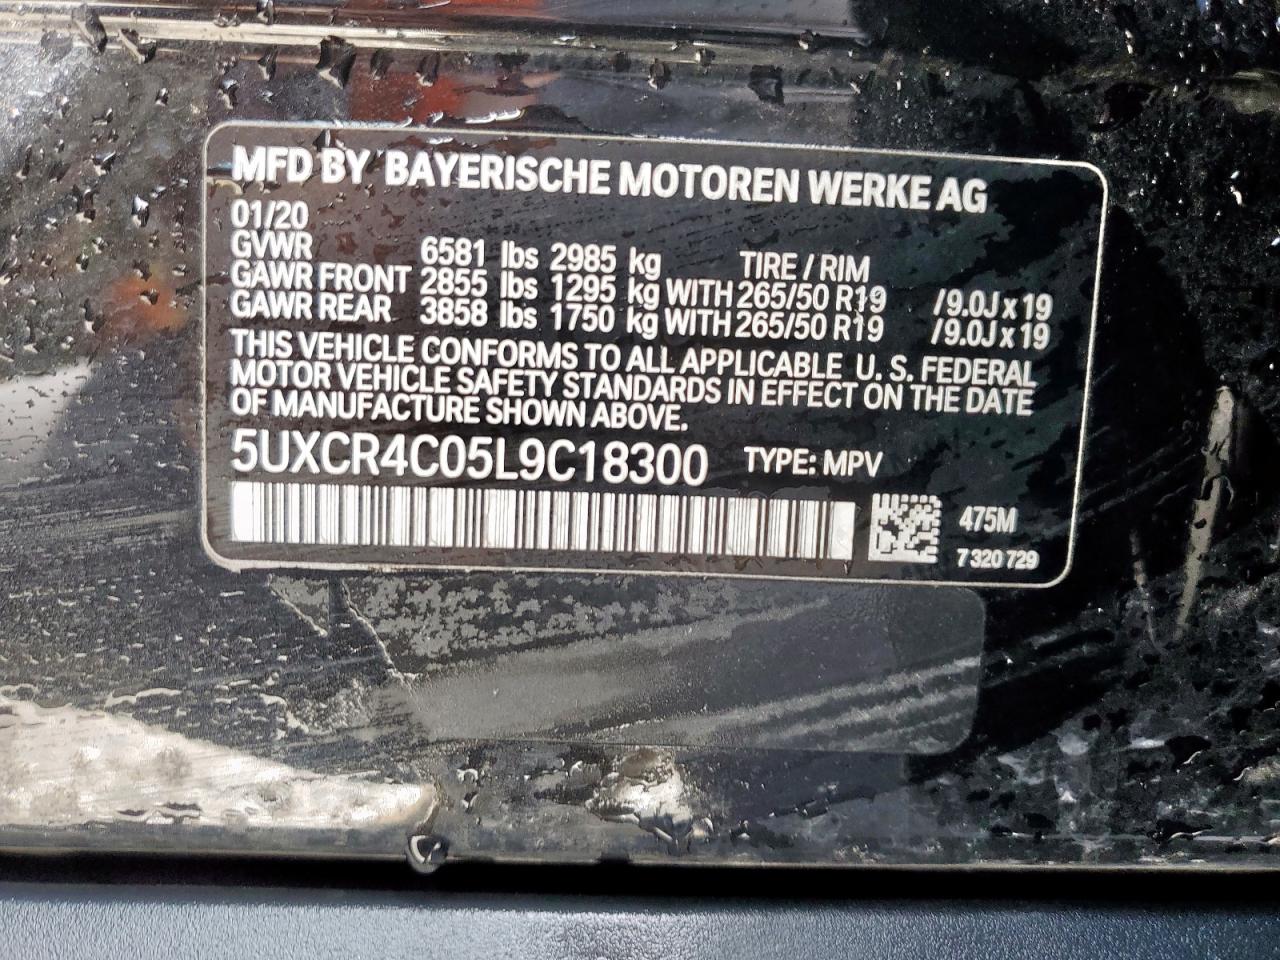 MFD BY BAYERISCHE MOTOREN WERKE AG
01/20
GVWR 6581 lbs 2985 kg TIRE / RIM
GAWR FRONT 2855 lbs 1295 kg WITH 265/50 R19 /9.0J x 19
GAWR REAR 3858 lbs 1750 kg WITH 265/50 R19 /9.0J x 19
THIS VEHICLE CONFORMS TO ALL APPLICABLE U. S. FEDERAL
MOTOR VEHICLE SAFETY STANDARDS IN EFFECT ON THE DATE
OF MANUFACTURE SHOWN ABOVE.
5UXCR4C05L9C18300 TYPE: MPV
475M
7 320 729